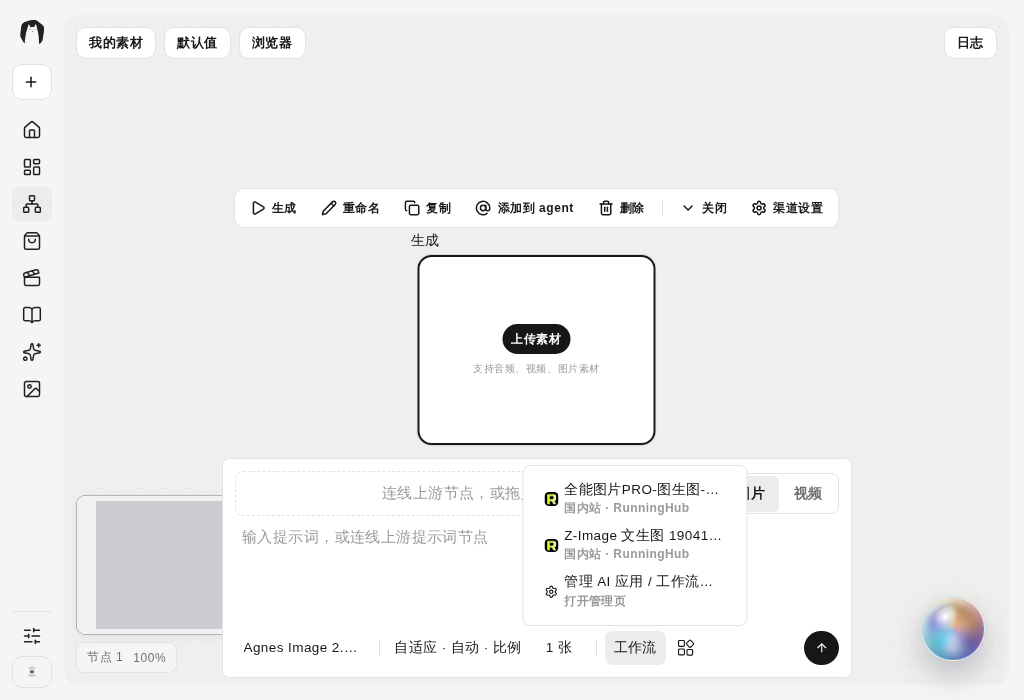 我的素材
默认值
浏览器
日志
生成
重命名
复制
添加到 agent
删除
关闭
渠道设置
生成
上传素材
支持音频、视频、图片素材
连线上游节点，或拖
片
视频
输入提示词，或连线上游提示词节点
全能图片PRO-图生图-…
国内站 · RunningHub
Z-Image 文生图 19041…
国内站 · RunningHub
管理 AI 应用 / 工作流…
打开管理页
Agnes Image 2.…
自适应 · 自动 · 比例
1 张
工作流
节点 1
100%